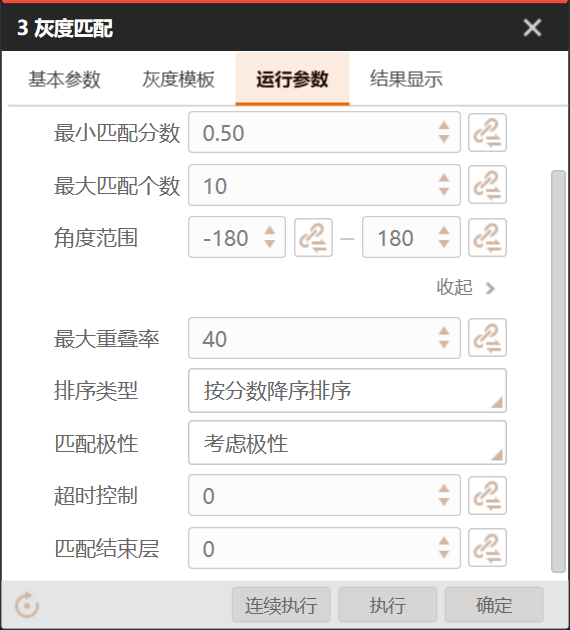 3 灰度匹配
基本参数 灰度模板 运行参数 结果显示
最小匹配分数 0.50
最大匹配个数 10
角度范围 -180 — 180
收起
最大重叠率 40
排序类型 按分数降序排序
匹配极性 考虑极性
超时控制 0
匹配结束层 0
连续执行 执行 确定